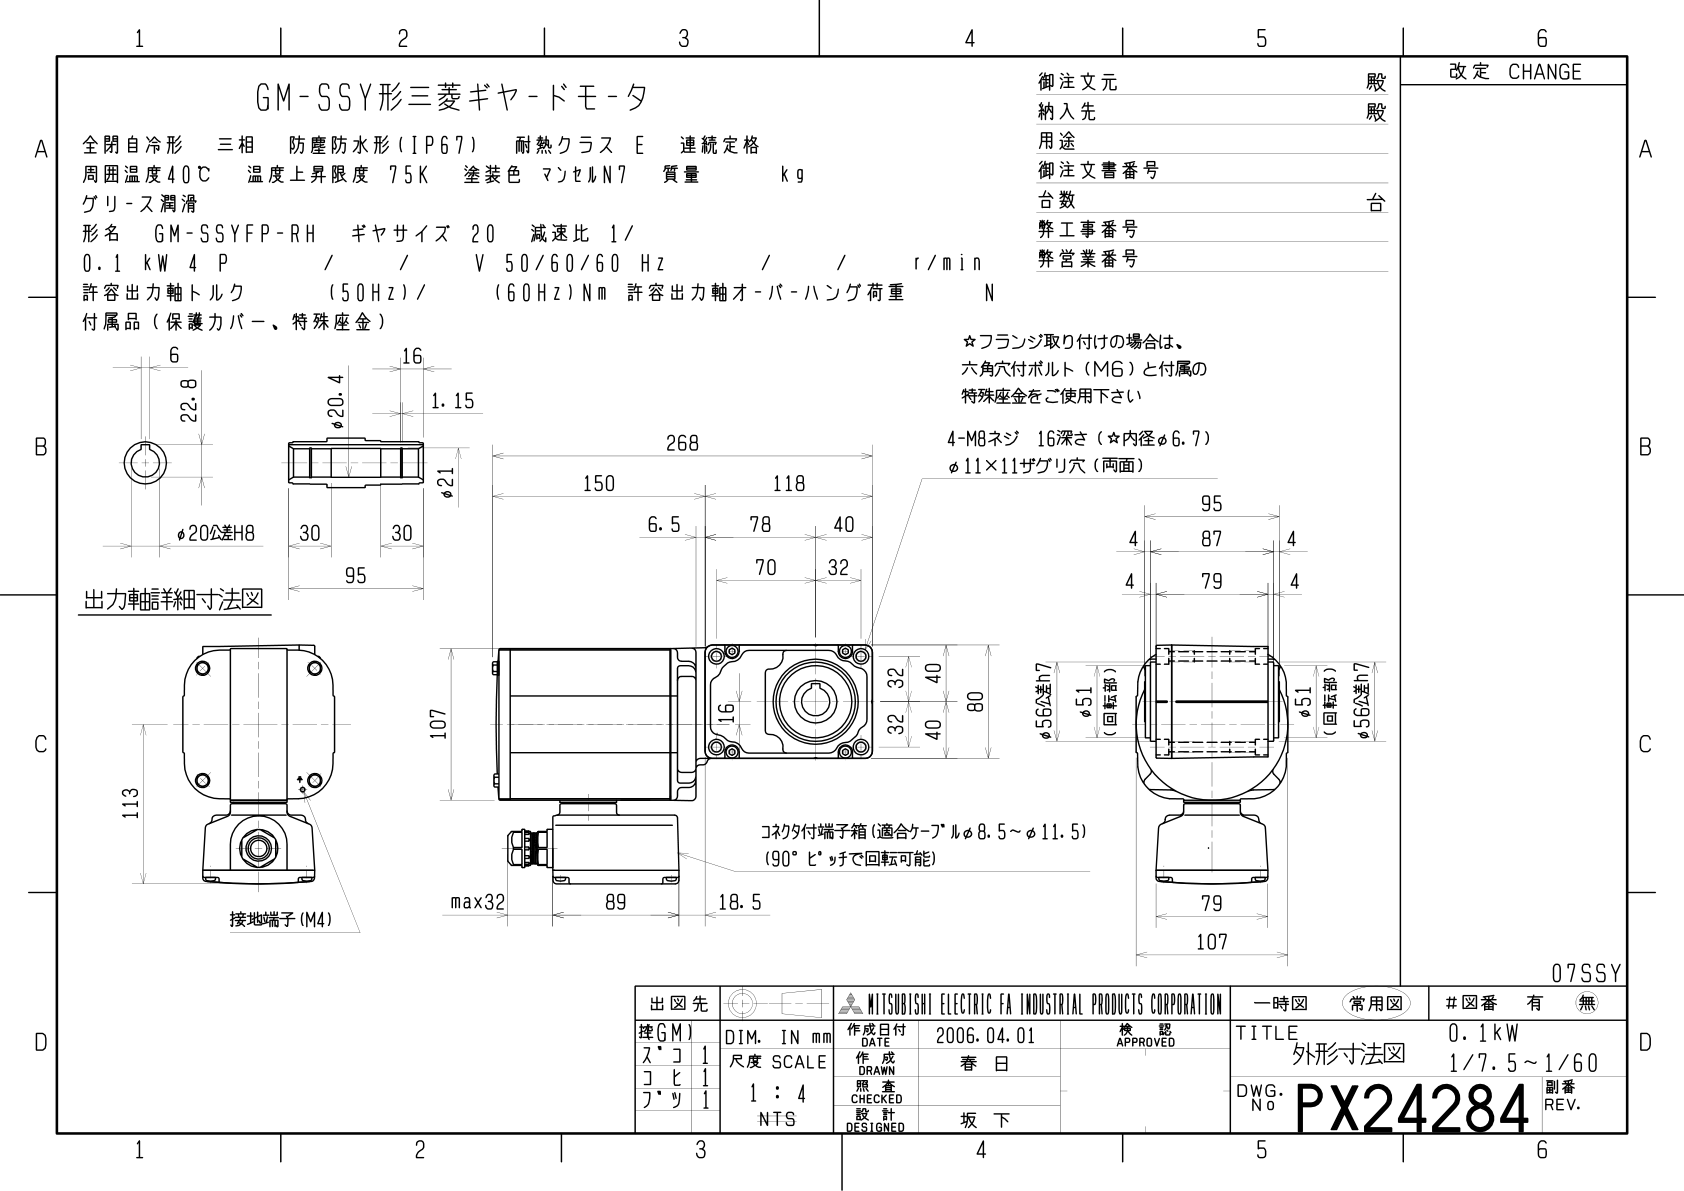 1 2 3 4 5 6
改定 CHANGE
GM-SSY形三菱ギヤ-ドモ-タ
全閉自冷形 三相 防塵防水形(IP67) 耐熱クラス E 連続定格
周囲温度40℃ 温度上昇限度 75K 塗装色 マンセルN7 質量 kg
グリ-ス潤滑
形名 GM-SSYFP-RH ギヤサイズ 20 減速比 1/
0.1 kW 4 P / / V 50/60/60 Hz / / r/min
許容出力軸トルク (50Hz)/ (60Hz)Nm 許容出力軸オ-バ-ハング荷重 N
付属品(保護カバー、特殊座金)
御注文元 殿
納入先 殿
用途
御注文書番号
台数 台
弊工事番号
弊営業番号
A A
B B
C C
D D
☆フランジ取り付けの場合は、
六角穴付ボルト(M6)と付属の
特殊座金をご使用下さい
4-M8ネジ 16深さ(☆内径φ6.7)
φ11×11ザグリ穴(両面)
6
22.8
φ20公差H8
φ20.4
16
1.15
φ21
30 30
95
出力軸詳細寸法図
268
150 118
6.5 78 40
70 32
107
16
32 40
32 40
80
113
接地端子(M4)
コネクタ付端子箱(適合ケーブルφ8.5~φ11.5)
(90°ピッチで回転可能)
max32 89 18.5
95
4 87 4
4 79 4
φ56公差h7
φ51
(回転部)
φ51
(回転部)
φ56公差h7
79
107
07SSY
出図先
MITSUBISHI ELECTRIC FA INDUSTRIAL PRODUCTS CORPORATION
一時図 常用図 #図番 有 無
GM)
スﾞコ 1
コヒ 1
プツ 1
DIM. IN mm
尺度 SCALE
1 : 4
NTS
作成日付
DATE
2006.04.01
検 認
APPROVED
作 成
DRAWN
春 日
照 査
CHECKED
設 計
DESIGNED
坂 下
TITLE
外形寸法図
0.1kW
1/7.5~1/60
DWG.
No
PX24284
副番
REV.
1 2 3 4 5 6